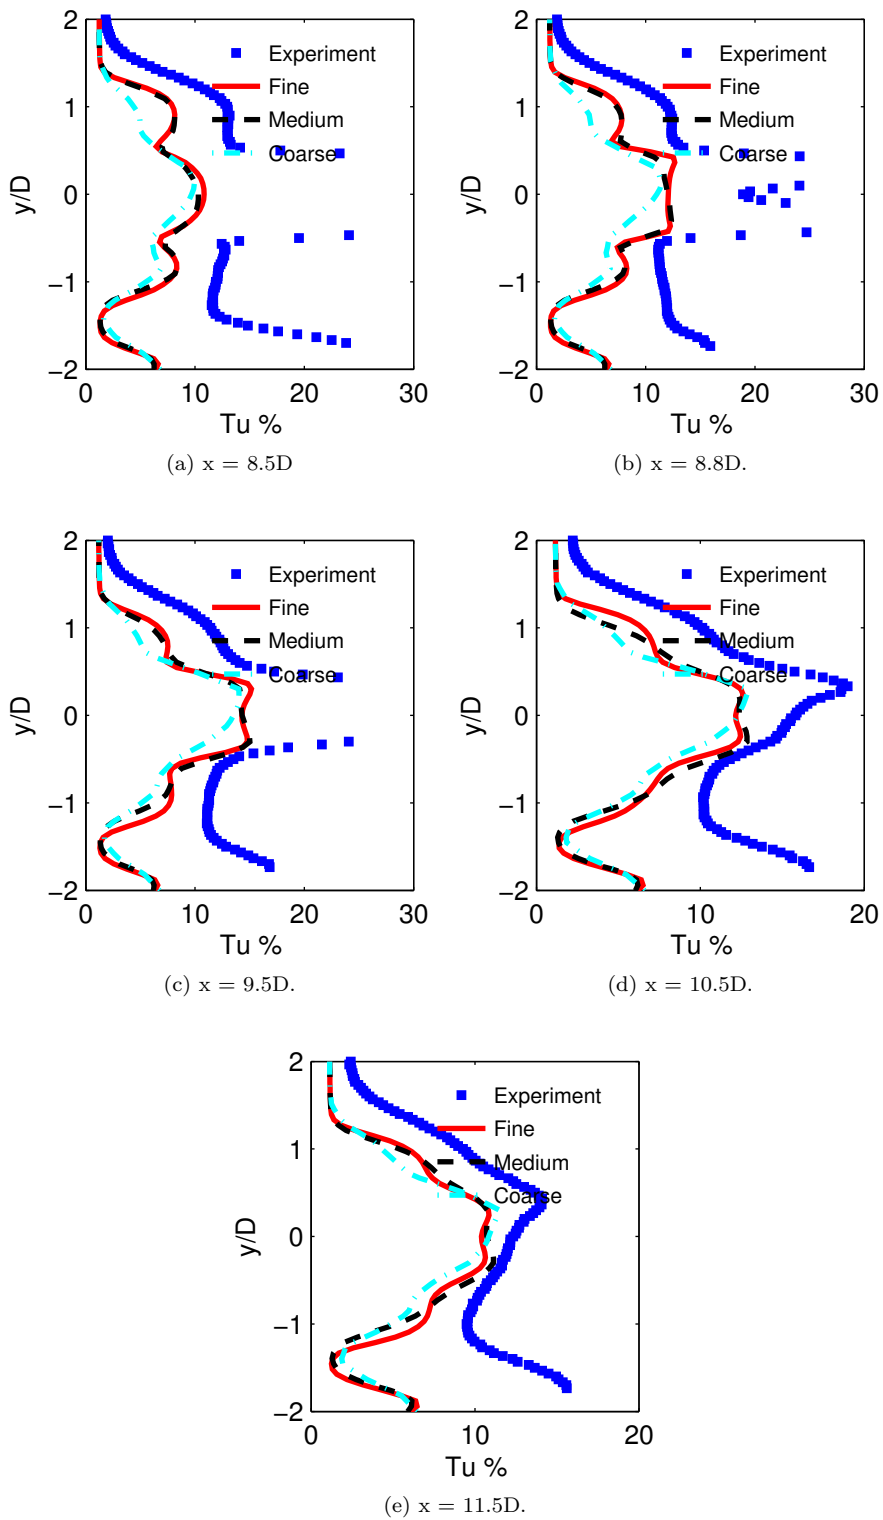 2
1
0
−1
−2
y/D
Experiment
Fine
Medium
Coarse
0 10 20 30
Tu %
(a) x = 8.5D
2
1
0
−1
−2
y/D
Experiment
Fine
Medium
Coarse
0 10 20 30
Tu %
(b) x = 8.8D.
2
1
0
−1
−2
y/D
Experiment
Fine
Medium
Coarse
0 10 20 30
Tu %
(c) x = 9.5D.
2
1
0
−1
−2
y/D
Experiment
Fine
Medium
Coarse
0 10 20
Tu %
(d) x = 10.5D.
2
1
0
−1
−2
y/D
Experiment
Fine
Medium
Coarse
0 10 20
Tu %
(e) x = 11.5D.